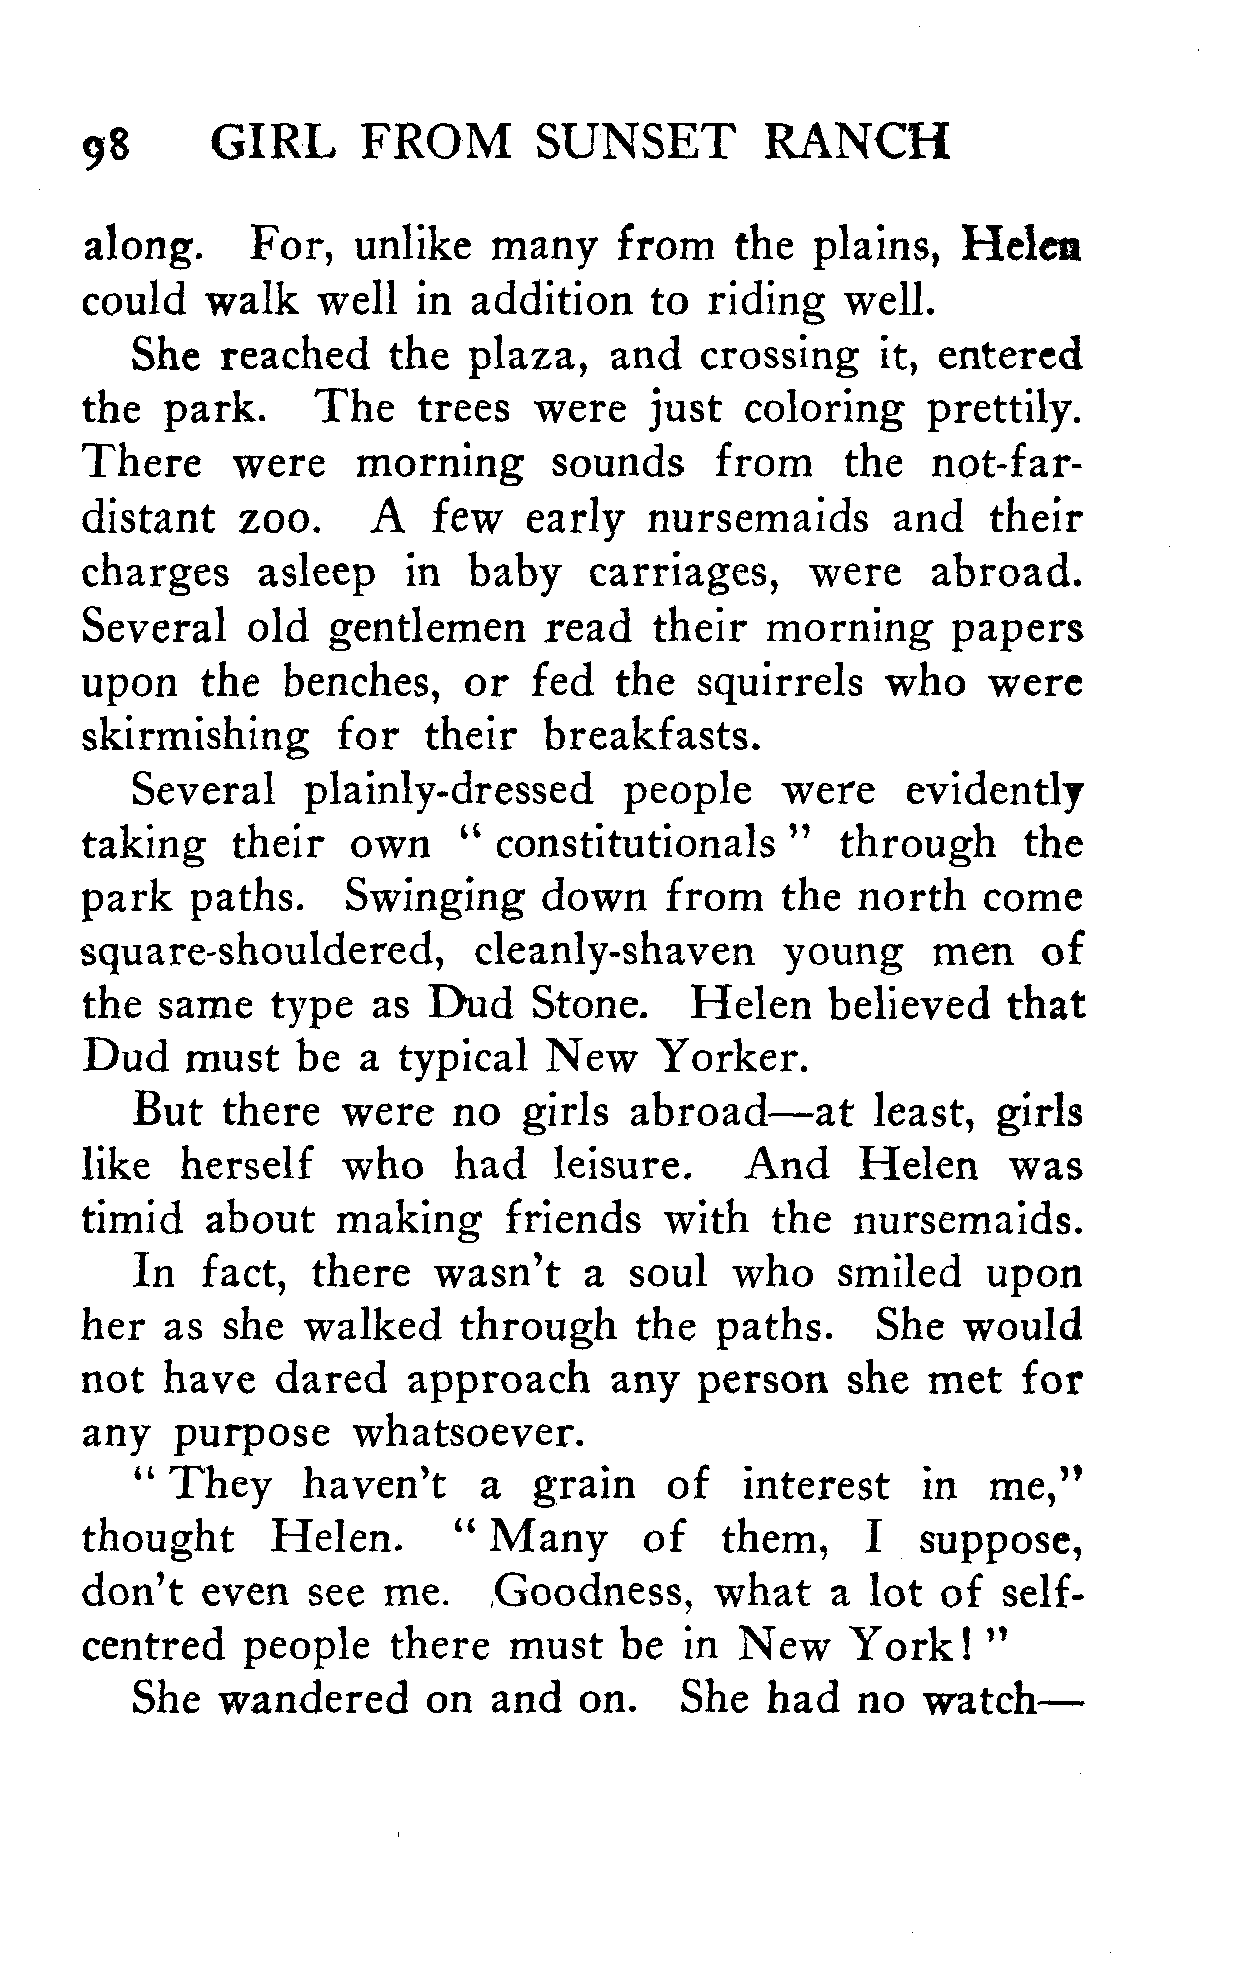 98 GIRL FROM SUNSET RANCH
along. For, unlike many from the plains, Helen
could walk well in addition to riding well.
She reached the plaza, and crossing it, entered
the park. The trees were just coloring prettily.
There were morning sounds from the not-far-
distant zoo. A few early nursemaids and their
charges asleep in baby carriages, were abroad.
Several old gentlemen read their morning papers
upon the benches, or fed the squirrels who were
skirmishing for their breakfasts.
Several plainly-dressed people were evidently
taking their own " constitutionals " through the
park paths. Swinging down from the north come
square-shouldered, cleanly-shaven young men of
the same type as Dud Stone. Helen believed that
Dud must be a typical New Yorker.
But there were no girls abroad—at least, girls
like herself who had leisure. And Helen was
timid about making friends with the nursemaids.
In fact, there wasn't a soul who smiled upon
her as she walked through the paths. She would
not have dared approach any person she met for
any purpose whatsoever.
" They haven't a grain of interest in me,"
thought Helen. " Many of them, I suppose,
don't even see me. Goodness, what a lot of self-
centred people there must be in New York! "
She wandered on and on. She had no watch—